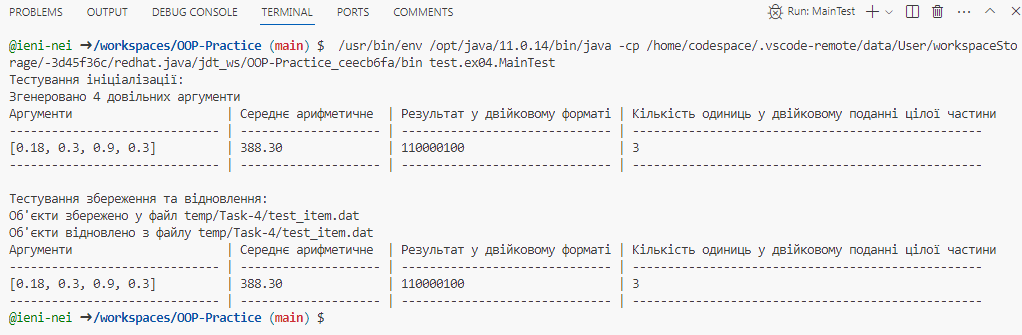 PROBLEMS OUTPUT DEBUG CONSOLE TERMINAL PORTS COMMENTS Run: MainTest
@ieni-nei ➜/workspaces/OOP-Practice (main) $  /usr/bin/env /opt/java/11.0.14/bin/java -cp /home/codespace/.vscode-remote/data/User/workspaceSto
rage/-3d45f36c/redhat.java/jdt_ws/OOP-Practice_ceecb6fa/bin test.ex04.MainTest
Тестування ініціалізації:
Згенеровано 4 довільних аргументи
Аргументи | Середнє арифметичне | Результат у двійковому форматі | Кількість одиниць у двійковому поданні цілої частини
---------------------------- | ------------------- | ------------------------------ | ----------------------------------------------------
[0.18, 0.3, 0.9, 0.3] | 388.30 | 110000100 | 3
---------------------------- | ------------------- | ------------------------------ | ----------------------------------------------------
Тестування збереження та відновлення:
Об'єкти збережено у файл temp/Task-4/test_item.dat
Об'єкти відновлено з файлу temp/Task-4/test_item.dat
Аргументи | Середнє арифметичне | Результат у двійковому форматі | Кількість одиниць у двійковому поданні цілої частини
---------------------------- | ------------------- | ------------------------------ | ----------------------------------------------------
[0.18, 0.3, 0.9, 0.3] | 388.30 | 110000100 | 3
---------------------------- | ------------------- | ------------------------------ | ----------------------------------------------------
@ieni-nei ➜/workspaces/OOP-Practice (main) $